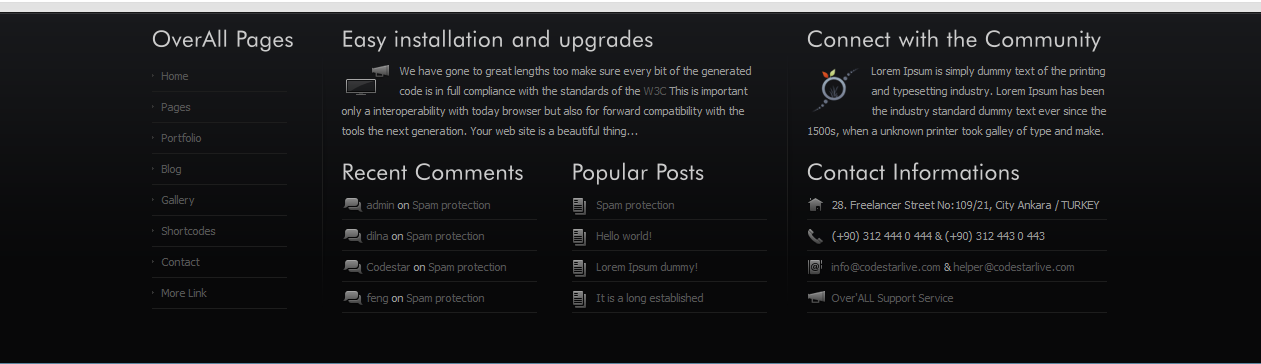 OverAll Pages
Home
Pages
Portfolio
Blog
Gallery
Shortcodes
Contact
More Link
Easy installation and upgrades
We have gone to great lengths too make sure every bit of the generated
code is in full compliance with the standards of the W3C This is important
only a interoperability with today browser but also for forward compatibility with the
tools the next generation. Your web site is a beautiful thing...
Recent Comments
admin on Spam protection
dilna on Spam protection
Codestar on Spam protection
feng on Spam protection
Popular Posts
Spam protection
Hello world!
Lorem Ipsum dummy!
It is a long established
Connect with the Community
Lorem Ipsum is simply dummy text of the printing
and typesetting industry. Lorem Ipsum has been
the industry standard dummy text ever since the
1500s, when a unknown printer took galley of type and make.
Contact Informations
28. Freelancer Street No:109/21, City Ankara / TURKEY
(+90) 312 444 0 444 & (+90) 312 443 0 443
info@codestarlive.com & helper@codestarlive.com
Over'ALL Support Service